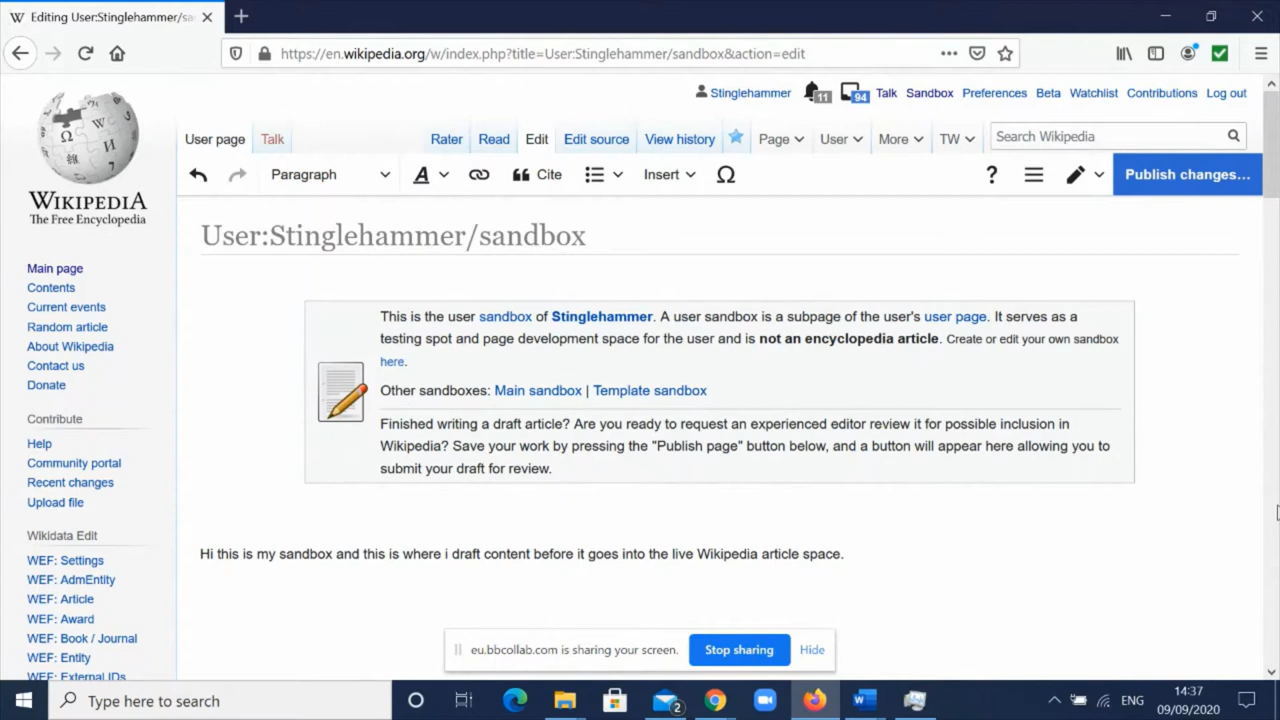 Editing User:Stinglehammer/sa
https://en.wikipedia.org/w/index.php?title=User:Stinglehammer/sandbox&action=edit
Stinglehammer 11 94 Talk Sandbox Preferences Beta Watchlist Contributions Log out
User page Talk Rater Read Edit Edit source View history Page User More TW Search Wikipedia
Paragraph A Cite Insert Ω ? Publish changes...
WIKIPEDIA
The Free Encyclopedia
Main page
Contents
Current events
Random article
About Wikipedia
Contact us
Donate
Contribute
Help
Community portal
Recent changes
Upload file
Wikidata Edit
WEF: Settings
WEF: AdmEntity
WEF: Article
WEF: Award
WEF: Book / Journal
WEF: Entity
WEF: ExternalIDs
User:Stinglehammer/sandbox
This is the user sandbox of Stinglehammer. A user sandbox is a subpage of the user's user page. It serves as a
testing spot and page development space for the user and is not an encyclopedia article. Create or edit your own sandbox
here.
Other sandboxes: Main sandbox | Template sandbox
Finished writing a draft article? Are you ready to request an experienced editor review it for possible inclusion in
Wikipedia? Save your work by pressing the "Publish page" button below, and a button will appear here allowing you to
submit your draft for review.
Hi this is my sandbox and this is where i draft content before it goes into the live Wikipedia article space.
eu.bbcollab.com is sharing your screen. Stop sharing Hide
Type here to search 2 ENG 14:37
09/09/2020